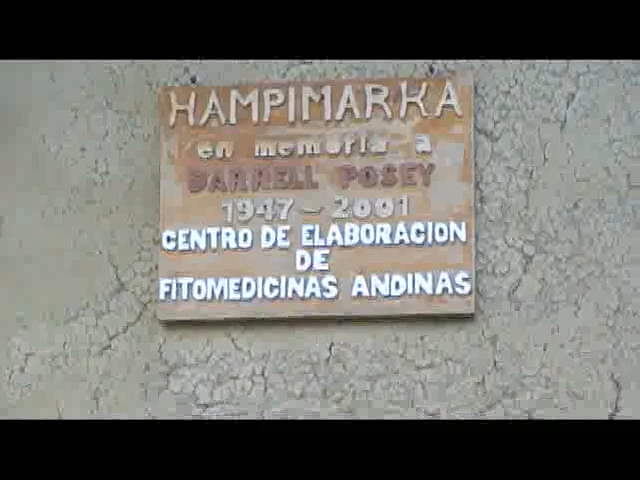 HAMPIMARKA
en memoria a
DARRELL POSEY
1947-2001
CENTRO DE ELABORACION
DE
FITOMEDICINAS ANDINAS